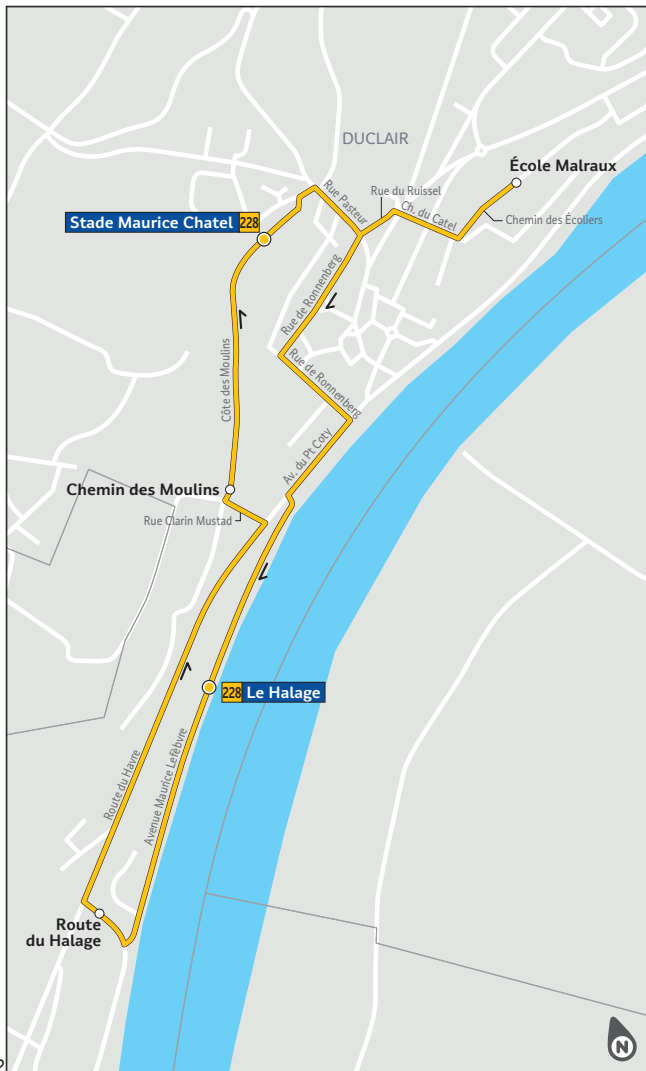 DUCLAIR
École Malraux
Rue Pasteur
Rue du Ruissel
Ch. du Catel
Chemin des Écoliers
Stade Maurice Chatel 228
Rue de Ronnenberg
Rue de Ronnenberg
Côte des Moulins
Av. du Pt Coty
Chemin des Moulins
Rue Clarin Mustad
228 Le Halage
Route du Havre
Avenue Maurice Lefèbvre
Route
du Halage
N